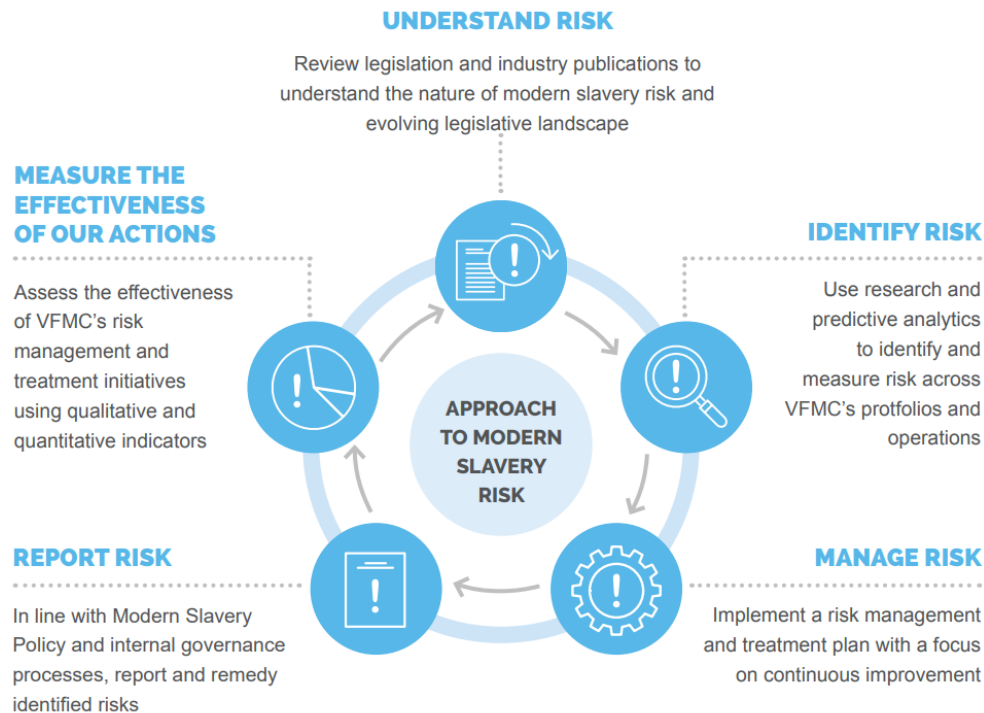 UNDERSTAND RISK
Review legislation and industry publications to
understand the nature of modern slavery risk and
evolving legislative landscape
MEASURE THE
EFFECTIVENESS
OF OUR ACTIONS
Assess the effectiveness
of VFMC's risk
management and
treatment initiatives
using qualitative and
quantitative indicators
IDENTIFY RISK
Use research and
predictive analytics
to identify and
measure risk across
VFMC's protfolios and
operations
APPROACH
TO MODERN
SLAVERY
RISK
REPORT RISK
In line with Modern Slavery
Policy and internal governance
processes, report and remedy
identified risks
MANAGE RISK
Implement a risk management
and treatment plan with a focus
on continuous improvement